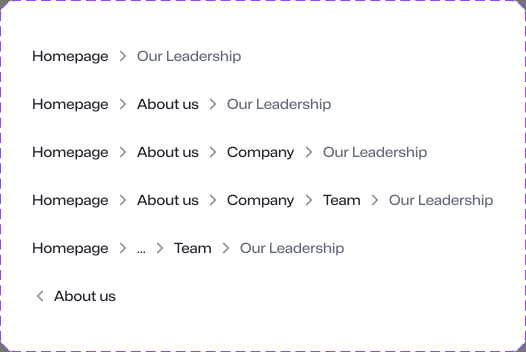 Homepage > Our Leadership
Homepage > About us > Our Leadership
Homepage > About us > Company > Our Leadership
Homepage > About us > Company > Team > Our Leadership
Homepage > ... > Team > Our Leadership
< About us